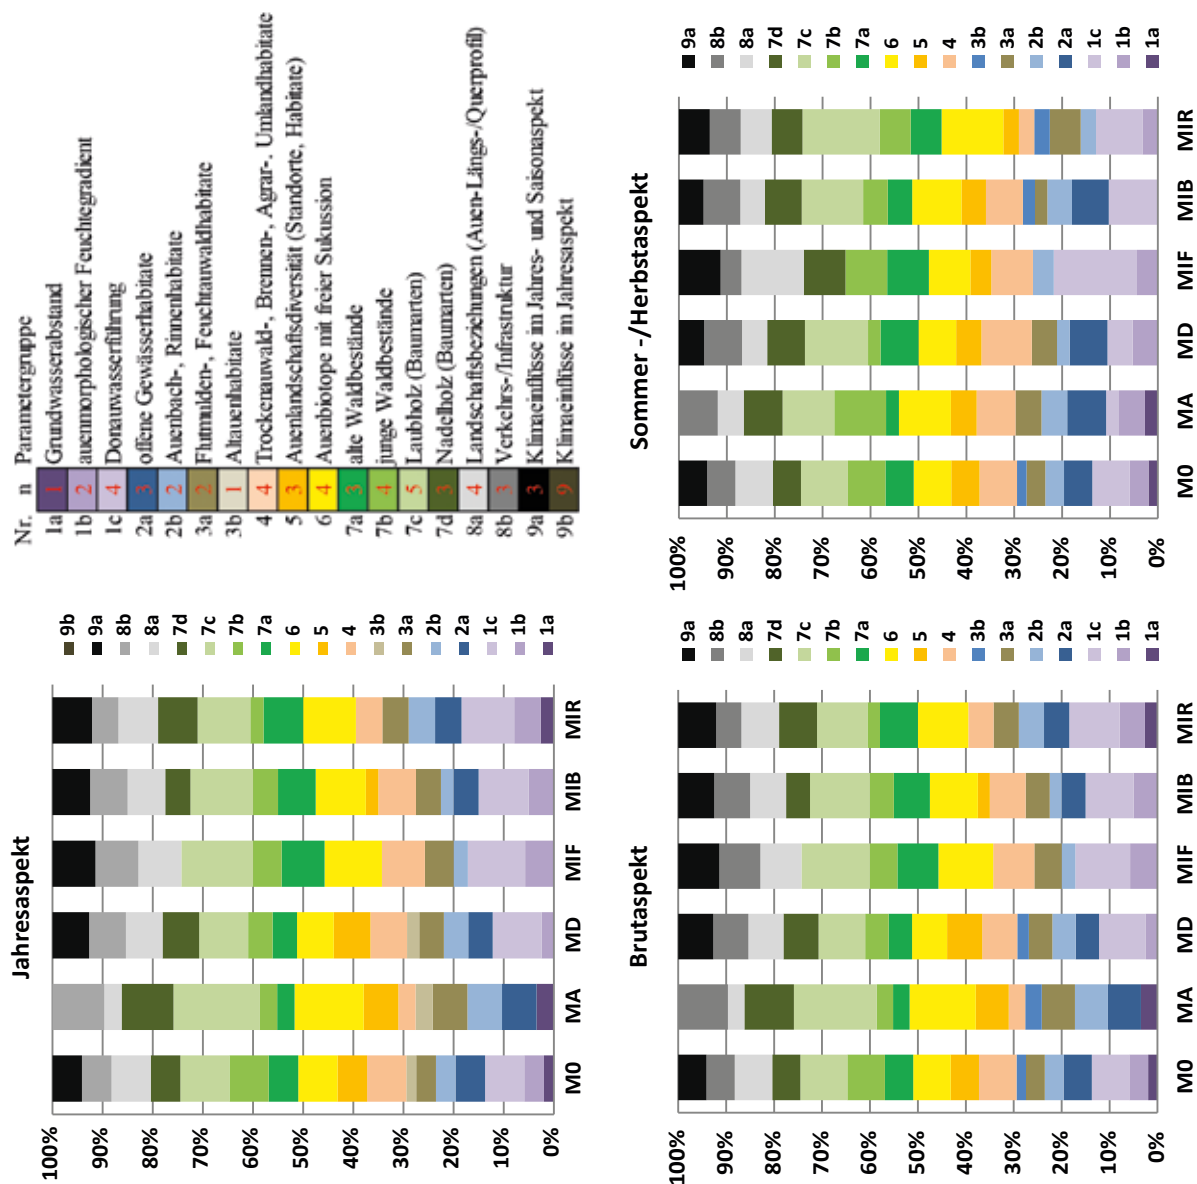 Jahresaspekt
100%
90%
80%
70%
60%
50%
40%
30%
20%
10%
0%
M0
MA
MD
MIF
MIB
MIR
9b
9a
8b
8a
7d
7c
7b
7a
6
5
4
3b
3a
2b
2a
1c
1b
1a
Nr. n Parametergruppe
1a 1 Grundwasserabstand
1b 2 auenmorphologischer Feuchtegradient
1c 4 Donauwasserführung
2a 3 offene Gewässerhabitate
2b 2 Auenbach-, Rinnenhabitate
3a 2 Flutmulden-, Feuchtauwaldhabitate
3b 1 Altauenhabitate
4 4 Trockenauwald-, Brennen-, Agrar-, Umlandhabitate
5 3 Auenlandschaftsdiversität (Standorte, Habitate)
6 4 Auenbiotope mit freier Sukussion
7a 3 alte Waldbestände
7b 4 junge Waldbestände
7c 5 Laubholz (Baumarten)
7d 3 Nadelholz (Baumarten)
8a 4 Landschaftsbeziehungen (Auen-Längs-/Querprofil)
8b 3 Verkehrs-/Infrastruktur
9a 3 Klimaeinflüsse im Jahres- und Saisonaspekt
9b 9 Klimaeinflüsse im Jahresaspekt
Brutaspekt
100%
90%
80%
70%
60%
50%
40%
30%
20%
10%
0%
M0
MA
MD
MIF
MIB
MIR
9a
8b
8a
7d
7c
7b
7a
6
5
4
3b
3a
2b
2a
1c
1b
1a
Sommer -/Herbstaspekt
100%
90%
80%
70%
60%
50%
40%
30%
20%
10%
0%
M0
MA
MD
MIF
MIB
MIR
9a
8b
8a
7d
7c
7b
7a
6
5
4
3b
3a
2b
2a
1c
1b
1a